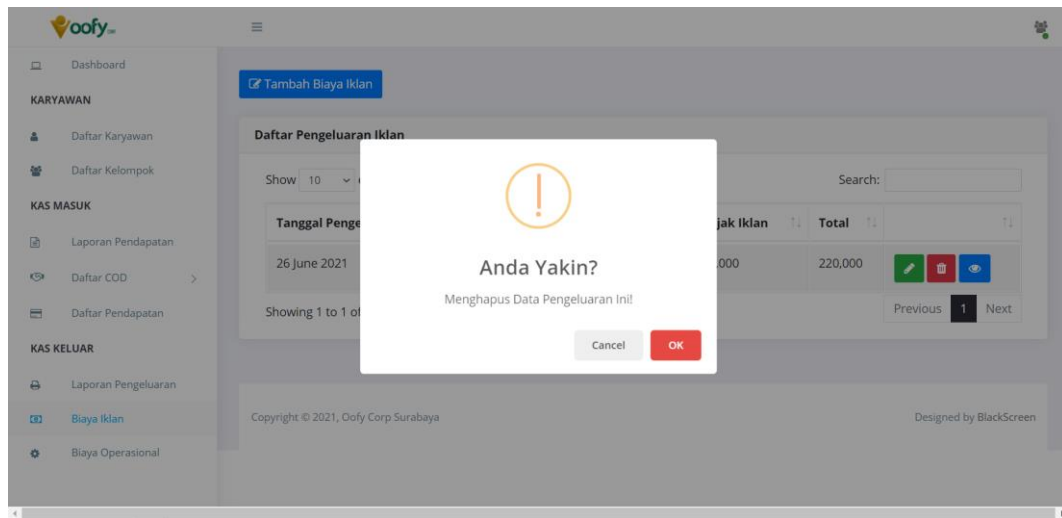 oofy
Dashboard
Tambah Biaya Iklan
KARYAWAN
Daftar Karyawan
Daftar Pengeluaran Iklan
Daftar Kelompok
Show 10
Search:
KAS MASUK
Tanggal Penge
jak Iklan
Total
Laporan Pendapatan
26 June 2021
Anda Yakin?
.000
220,000
Daftar COD
Menghapus Data Pengeluaran Ini!
Daftar Pendapatan
Showing 1 to 1 of
Previous 1 Next
Cancel
OK
KAS KELUAR
Laporan Pengeluaran
Biaya Iklan
Copyright © 2021, Oofy Corp Surabaya
Designed by BlackScreen
Biaya Operasional